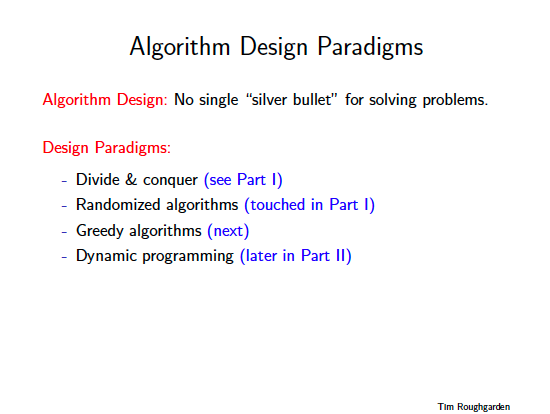 Algorithm Design Paradigms
Algorithm Design: No single “silver bullet” for solving problems.
Design Paradigms:
- Divide & conquer (see Part I)
- Randomized algorithms (touched in Part I)
- Greedy algorithms (next)
- Dynamic programming (later in Part II)
Tim Roughgarden